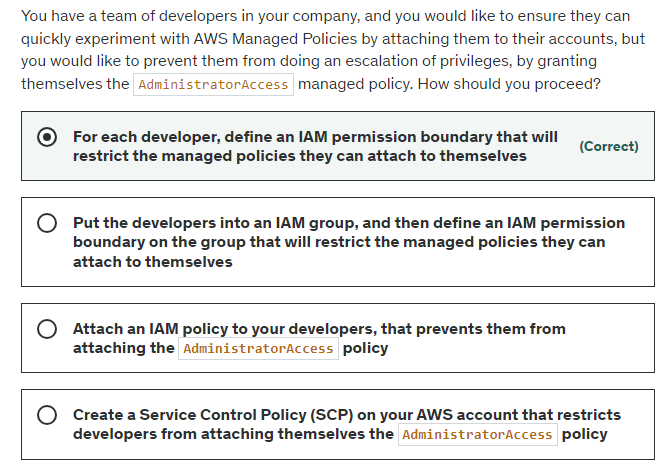 You have a team of developers in your company, and you would like to ensure they can
quickly experiment with AWS Managed Policies by attaching them to their accounts, but
you would like to prevent them from doing an escalation of privileges, by granting
themselves the AdministratorAccess managed policy. How should you proceed?
For each developer, define an IAM permission boundary that will
restrict the managed policies they can attach to themselves
(Correct)
Put the developers into an IAM group, and then define an IAM permission
boundary on the group that will restrict the managed policies they can
attach to themselves
Attach an IAM policy to your developers, that prevents them from
attaching the AdministratorAccess policy
Create a Service Control Policy (SCP) on your AWS account that restricts
developers from attaching themselves the AdministratorAccess policy